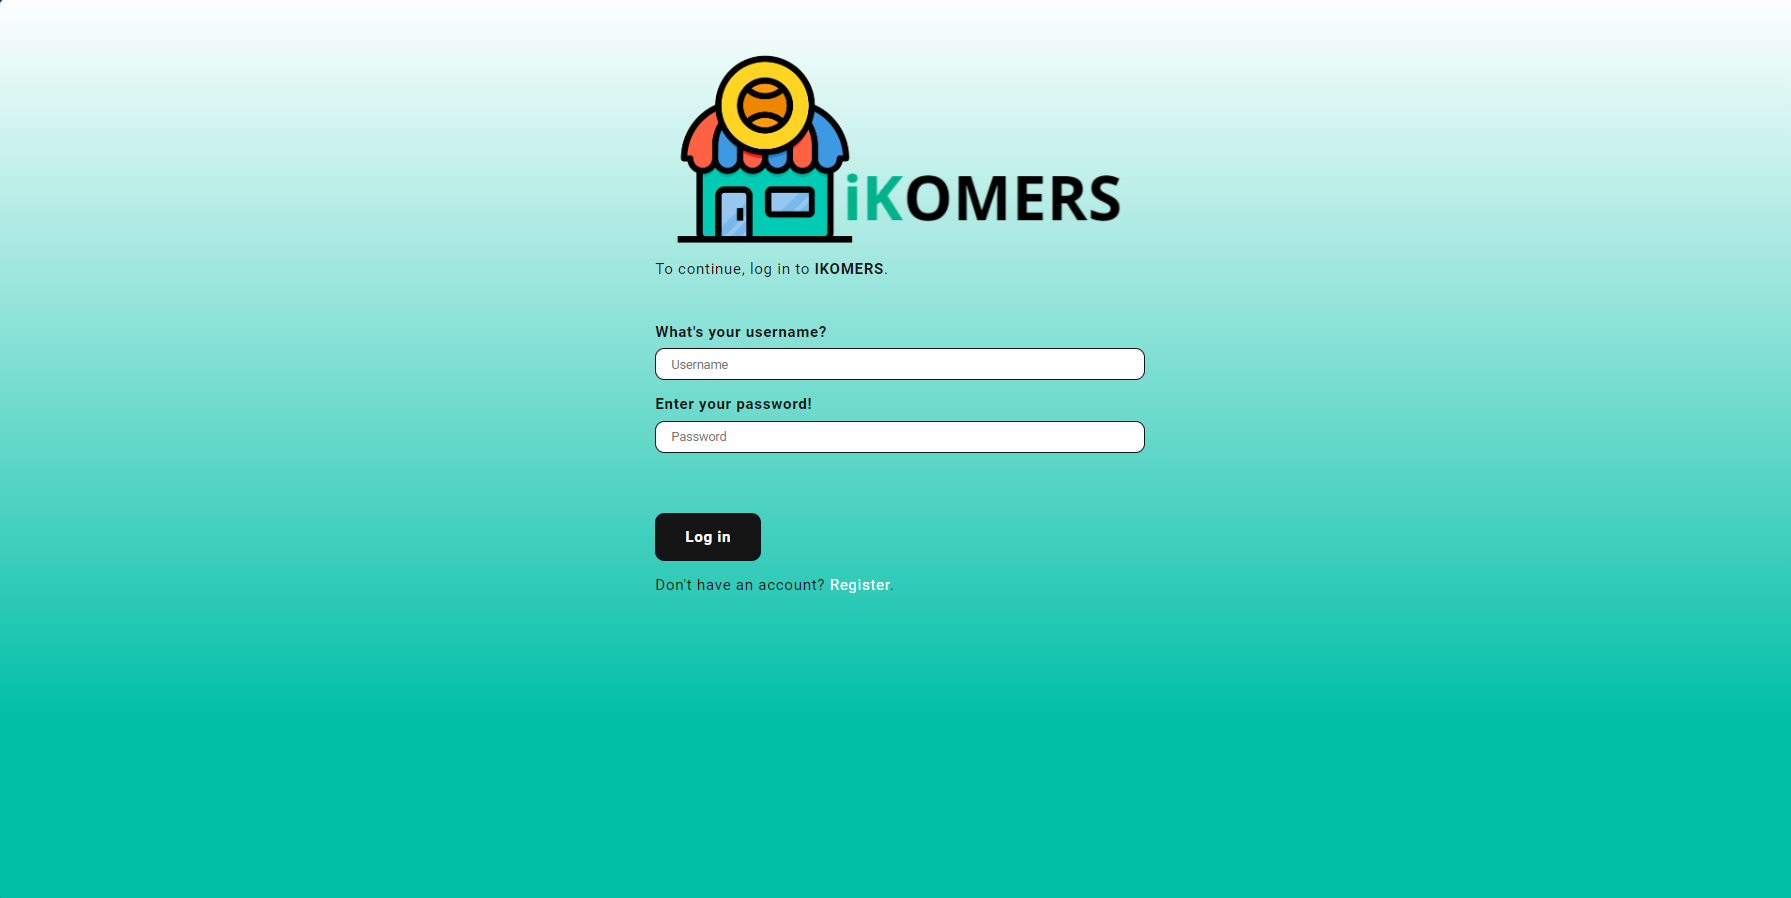 iKOMERS
To continue, log in to IKOMERS.
What's your username?
Username
Enter your password!
Password
Log in
Don't have an account? Register.